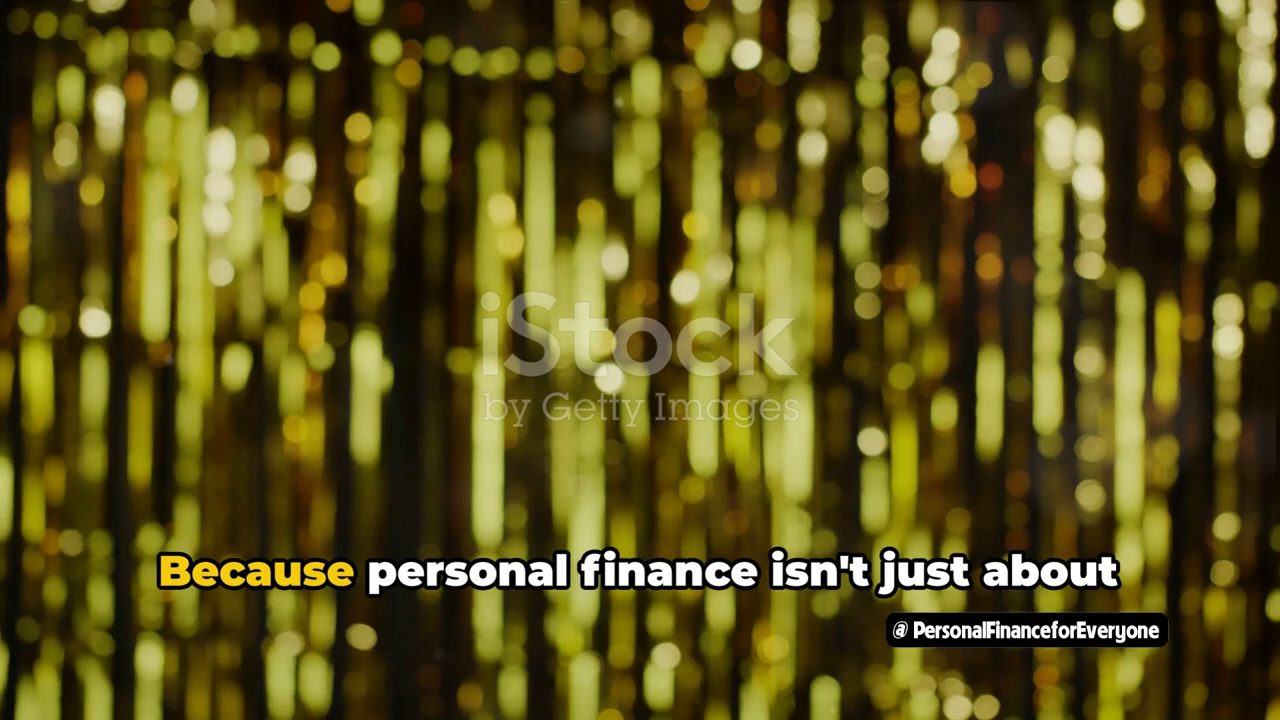 iStock
by Getty Images
Because personal finance isn't just about
@ PersonalFinanceforEveryone